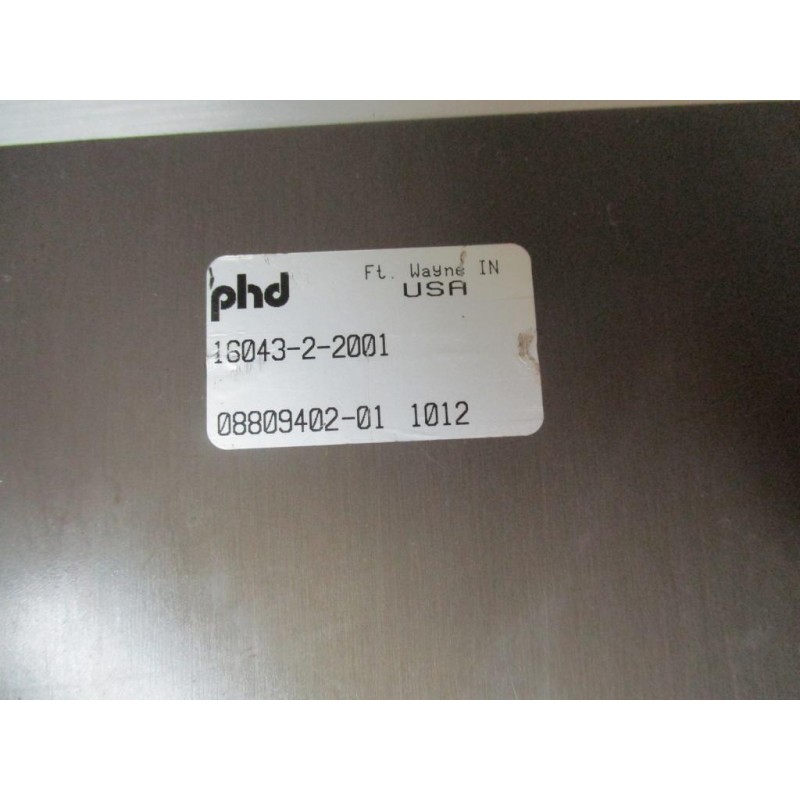 phd Ft. Wayne IN
USA
16043-2-2001
08809402-01 1012